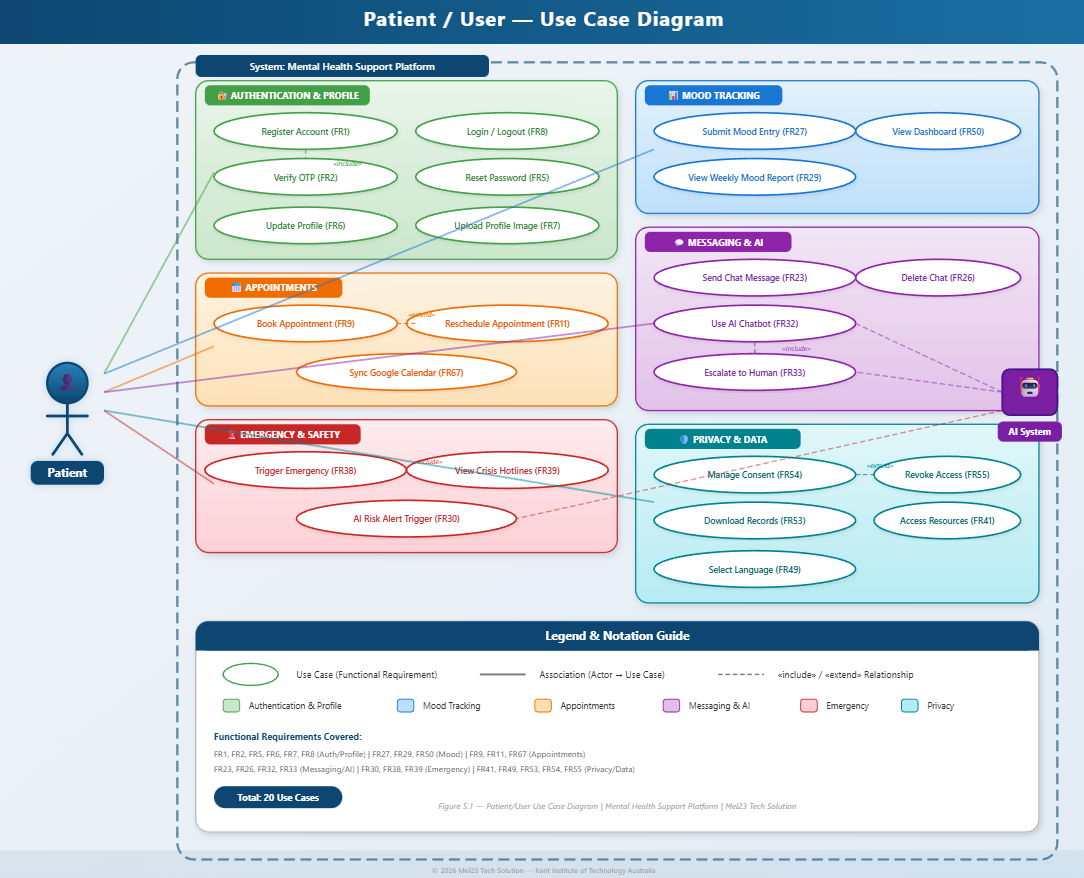 Patient / User — Use Case Diagram
System: Mental Health Support Platform
AUTHENTICATION & PROFILE
Register Account (FR1)
Login / Logout (FR8)
«include»
Verify OTP (FR2)
Reset Password (FR5)
Update Profile (FR6)
Upload Profile Image (FR7)
MOOD TRACKING
Submit Mood Entry (FR27)
View Dashboard (FR50)
View Weekly Mood Report (FR29)
APPOINTMENTS
Book Appointment (FR9)
«extend»
Reschedule Appointment (FR11)
Sync Google Calendar (FR67)
MESSAGING & AI
Send Chat Message (FR23)
Delete Chat (FR26)
Use AI Chatbot (FR32)
«include»
Escalate to Human (FR33)
Patient
AI System
EMERGENCY & SAFETY
Trigger Emergency (FR38)
«include»
View Crisis Hotlines (FR39)
AI Risk Alert Trigger (FR30)
PRIVACY & DATA
Manage Consent (FR54)
«extend»
Revoke Access (FR55)
Download Records (FR53)
Access Resources (FR41)
Select Language (FR49)
Legend & Notation Guide
Use Case (Functional Requirement)
Association (Actor → Use Case)
«include» / «extend» Relationship
Authentication & Profile
Mood Tracking
Appointments
Messaging & AI
Emergency
Privacy
Functional Requirements Covered:
FR1, FR2, FR5, FR6, FR7, FR8 (Auth/Profile) | FR27, FR29, FR50 (Mood) | FR9, FR11, FR67 (Appointments)
FR23, FR26, FR32, FR33 (Messaging/AI) | FR30, FR38, FR39 (Emergency) | FR41, FR49, FR53, FR54, FR55 (Privacy/Data)
Total: 20 Use Cases
Figure 5.1 — Patient/User Use Case Diagram | Mental Health Support Platform | Mel23 Tech Solution
© 2026 Mel23 Tech Solution — Kent Institute of Technology Australia